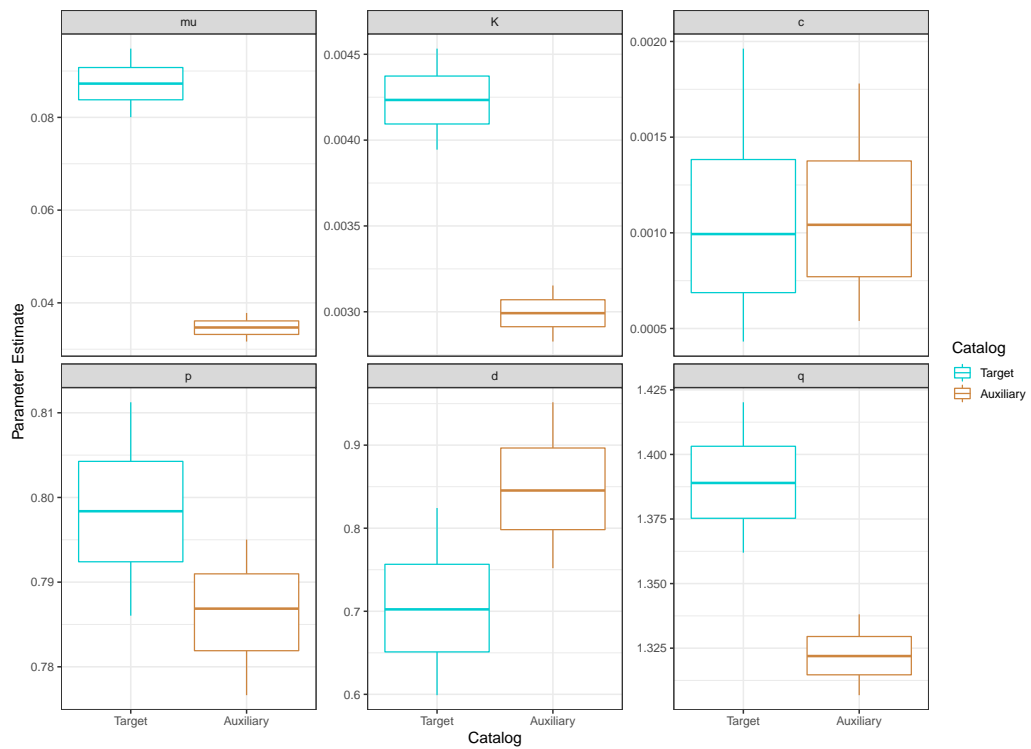 mu
K
c
0.08
0.06
0.04
0.0045
0.0040
0.0035
0.0030
0.0020
0.0015
0.0010
0.0005
Parameter Estimate
p
d
q
0.81
0.80
0.79
0.78
0.9
0.8
0.7
0.6
1.425
1.400
1.375
1.350
1.325
Target
Auxiliary
Target
Auxiliary
Target
Auxiliary
Catalog
Catalog
Target
Auxiliary